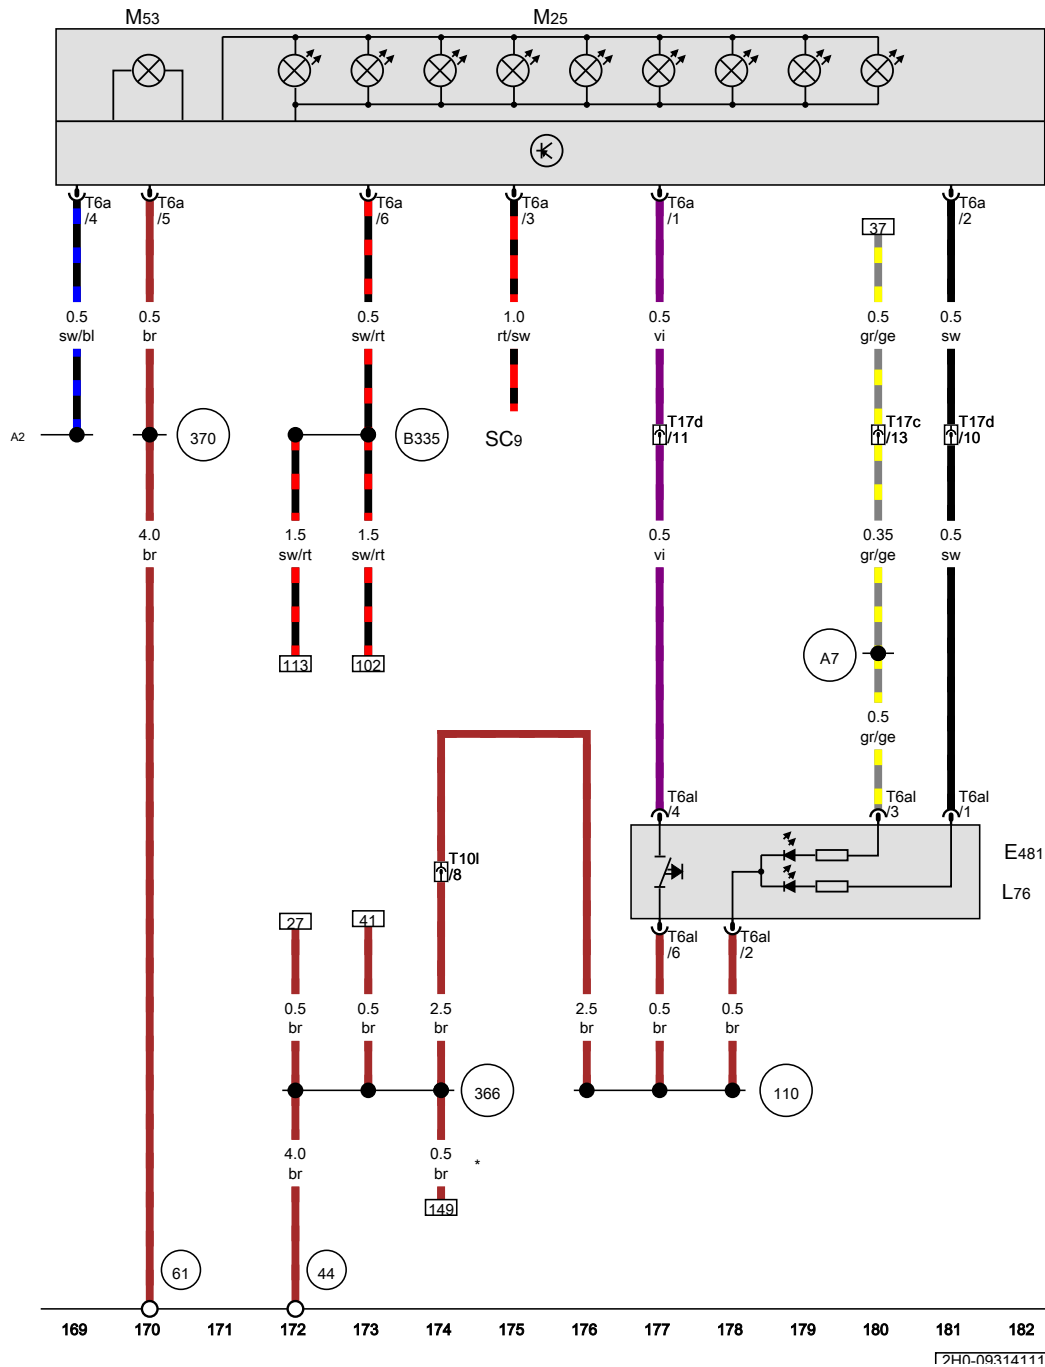 M53 M25
T6a T6a T6a T6a T6a T6a
/4 /5 /6 /3 /1 /2
37
0.5 0.5 0.5 1.0 0.5 0.5 0.5
sw/bl br sw/rt rt/sw vi gr/ge sw
T17d T17c T17d
A2 370 B335 SC9 /11 /13 /10
4.0 1.5 1.5 0.5 0.35 0.5
br sw/rt sw/rt vi gr/ge sw
113 102 A7
0.5
gr/ge
T6al T6al T6al
/4 /3 /1
E481
T10l
/8
L76
27 41
T6al T6al
/6 /2
0.5 0.5 2.5 2.5 0.5 0.5
br br br br br br
366 110
4.0 0.5 *
br br
149
61 44
169 170 171 172 173 174 175 176 177 178 179 180 181 182
2H0-09314111